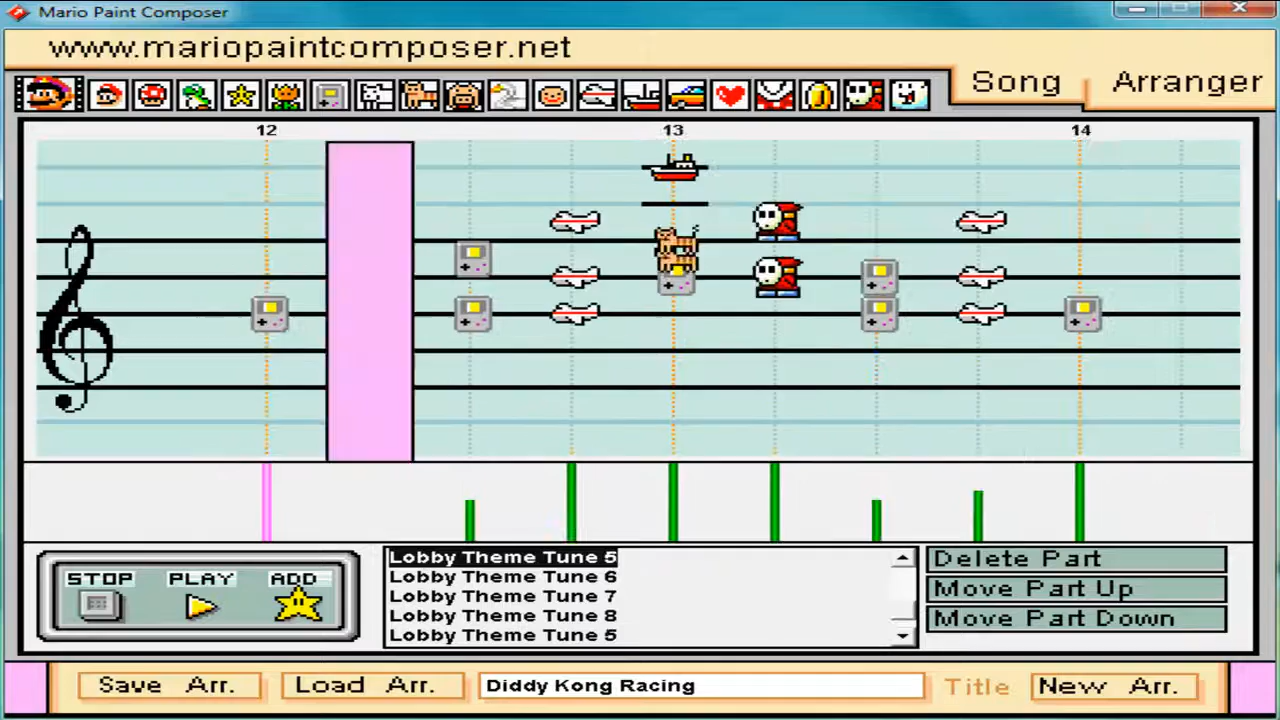 Mario Paint Composer
www.mariopaintcomposer.net
Song
Arranger
12
13
14
STOP
PLAY
ADD
Lobby Theme Tune 5
Lobby Theme Tune 6
Lobby Theme Tune 7
Lobby Theme Tune 8
Lobby Theme Tune 5
Delete Part
Move Part Up
Move Part Down
Save Arr.
Load Arr.
Diddy Kong Racing
Title
New Arr.